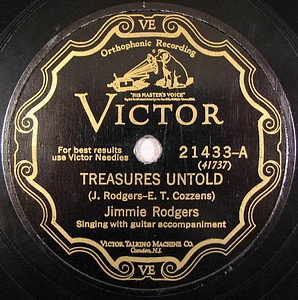 VE
Orthophonic Recording
"HIS MASTER'S VOICE"
VICTOR
For best results
use Victor Needles
21433-A
(41737)
TREASURES UNTOLD
(J. Rodgers-E. T. Cozzens)
Jimmie Rodgers
Singing with guitar accompaniment
VICTOR TALKING MACHINE CO.
Camden, N.J.
VE